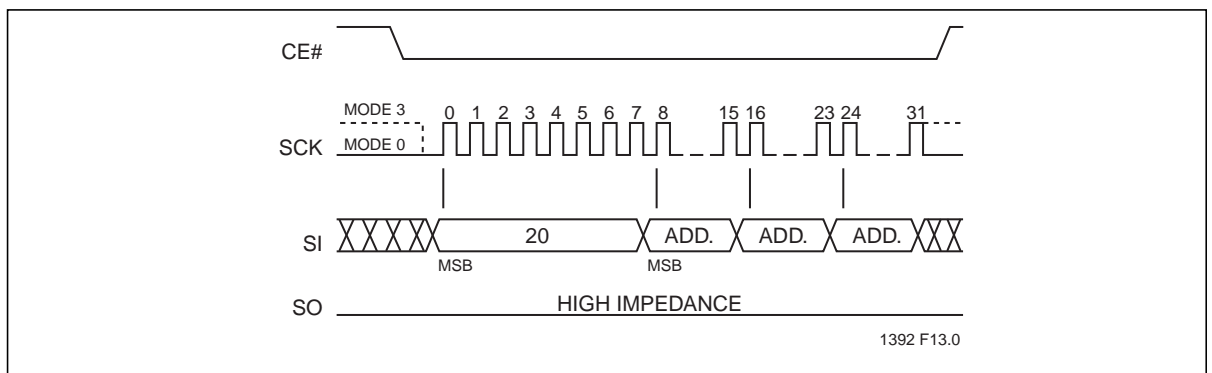 CE#
MODE 3
0 1 2 3 4 5 6 7 8 15 16 23 24 31
SCK MODE 0
SI 20 ADD. ADD. ADD.
MSB MSB
SO HIGH IMPEDANCE
1392 F13.0